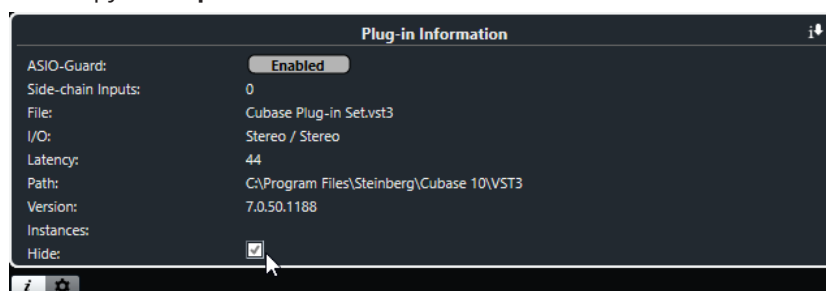 Plug-in Information
ASIO-Guard: Enabled
Side-chain Inputs: 0
File: Cubase Plug-in Set.vst3
I/O: Stereo / Stereo
Latency: 44
Path: C:\Program Files\Steinberg\Cubase 10\VST3
Version: 7.0.50.1188
Instances:
Hide: